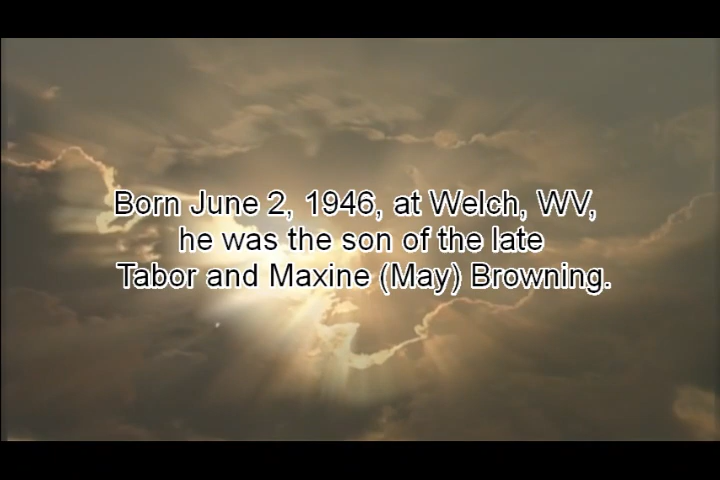 Born June 2, 1946, at Welch, WV,
he was the son of the late
Tabor and Maxine (May) Browning.